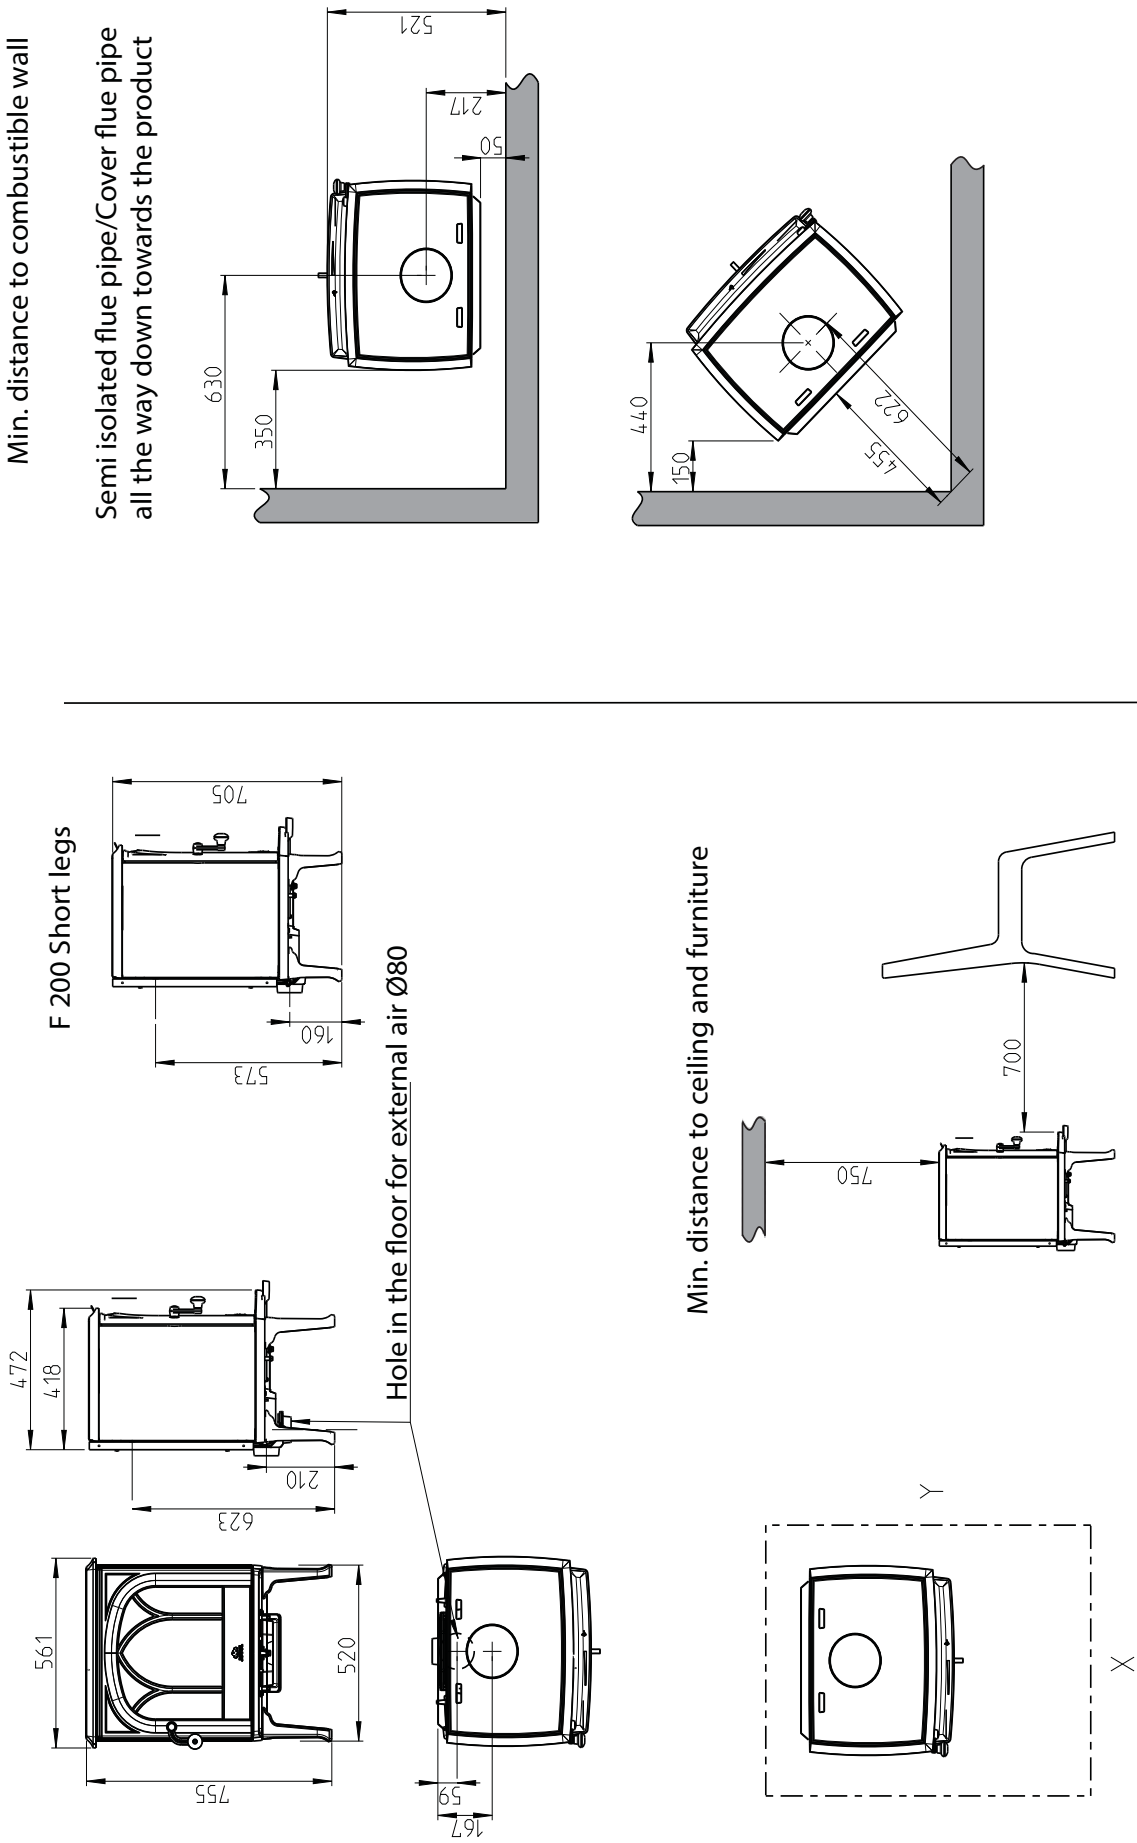 Min. distance to combustible wall
Semi isolated flue pipe/Cover flue pipe
all the way down towards the product
521
217
50
630
350
440
150
455
622
F 200 Short legs
705
160
573
472
418
210
623
Hole in the floor for external air Ø80
561
520
755
59
167
Min. distance to ceiling and furniture
700
750
Y
X